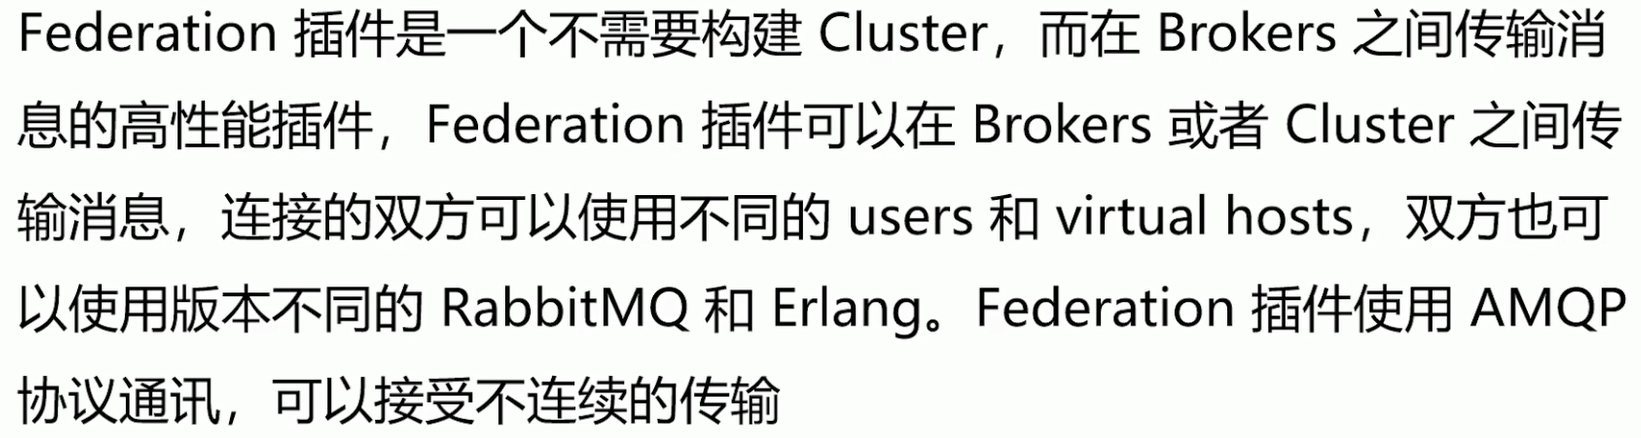 Federation 插件是一个不需要构建 Cluster，而在 Brokers 之间传输消
息的高性能插件，Federation 插件可以在 Brokers 或者 Cluster 之间传
输消息，连接的双方可以使用不同的 users 和 virtual hosts，双方也可
以使用版本不同的 RabbitMQ 和 Erlang。Federation 插件使用 AMQP
协议通讯，可以接受不连续的传输